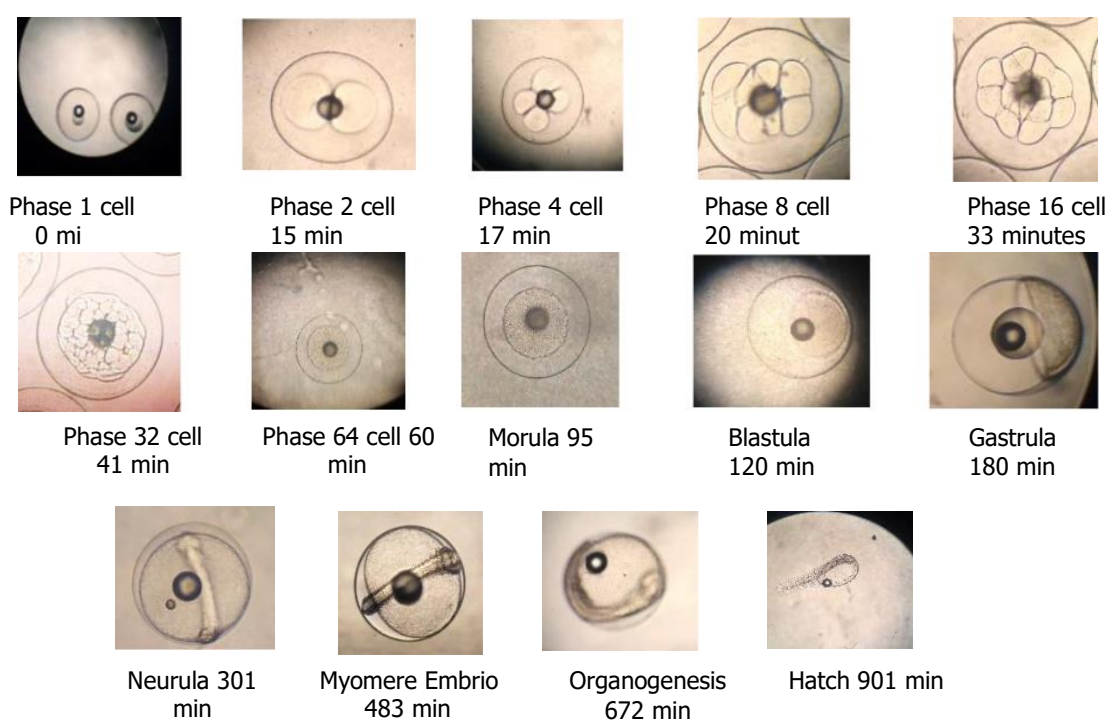 Phase 1 cell
0 mi
Phase 2 cell
15 min
Phase 4 cell
17 min
Phase 8 cell
20 minut
Phase 16 cell
33 minutes
Phase 32 cell
41 min
Phase 64 cell 60
min
Morula 95
min
Blastula
120 min
Gastrula
180 min
Neurula 301
min
Myomere Embrio
483 min
Organogenesis
672 min
Hatch 901 min